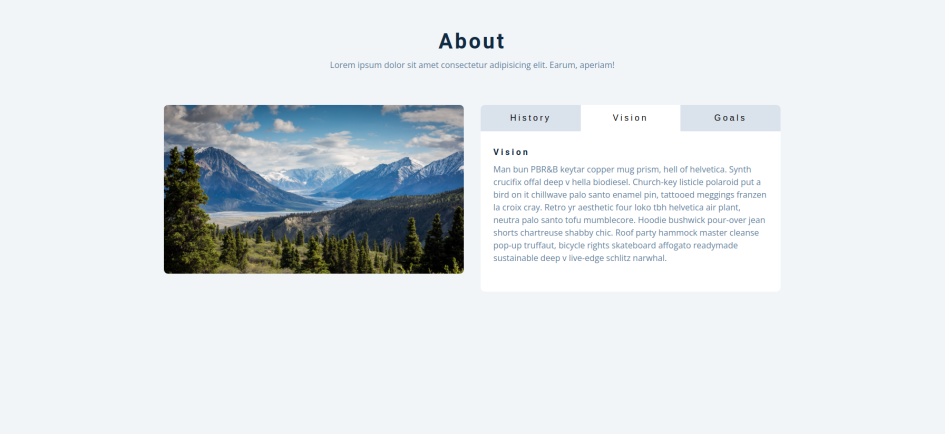 About
Lorem ipsum dolor sit amet consectetur adipisicing elit. Earum, aperiam!
History
Vision
Goals
Vision
Man bun PBR&B keytar copper mug prism, hell of helvetica. Synth
crucifix offal deep v hella biodiesel. Church-key listicle polaroid put a
bird on it chillwave palo santo enamel pin, tattooed meggings franzen
la croix cray. Retro yr aesthetic four loko tbh helvetica air plant,
neutra palo santo tofu mumblecore. Hoodie bushwick pour-over jean
shorts chartreuse shabby chic. Roof party hammock master cleanse
pop-up truffaut, bicycle rights skateboard affogato readymade
sustainable deep v live-edge schlitz narwhal.